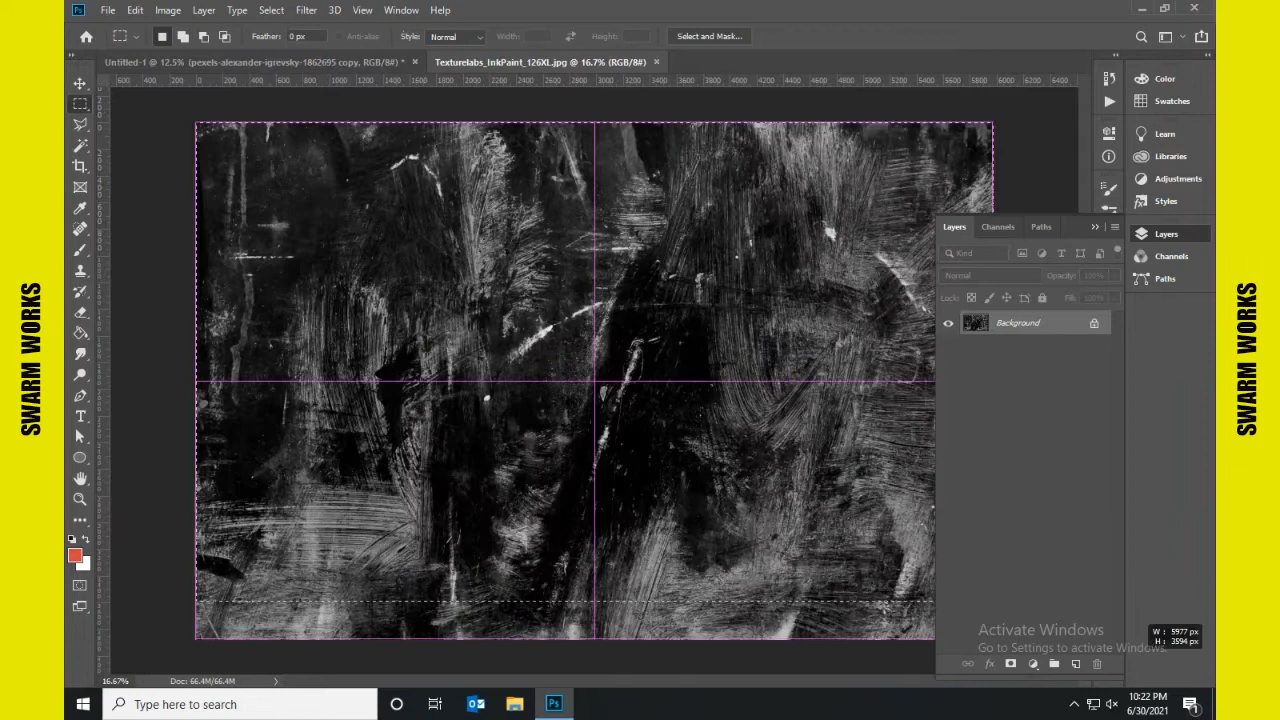 SWARM WORKS
SWARM WORKS
Ps File Edit Image Layer Type Select Filter 3D View Window Help
Feather: 0 px Anti-alias Style: Normal Width: Height: Select and Mask...
Untitled-1 @ 12.5% (pexels-alexander-igrevsky-1862695 copy, RGB/8#) * × Texturelabs_InkPaint_126XL.jpg @ 16.7% (RGB/8#) ×
Color
Swatches
Learn
Libraries
Adjustments
Styles
Layers
Channels
Paths
Layers Channels Paths
Kind
Normal Opacity: 100%
Lock: Fill: 100%
Background
Activate Windows
Go to Settings to activate Windows.
W: 5977 px
H: 3594 px
16.67% Doc: 66.4M/66.4M
Type here to search
10:22 PM
6/30/2021
1